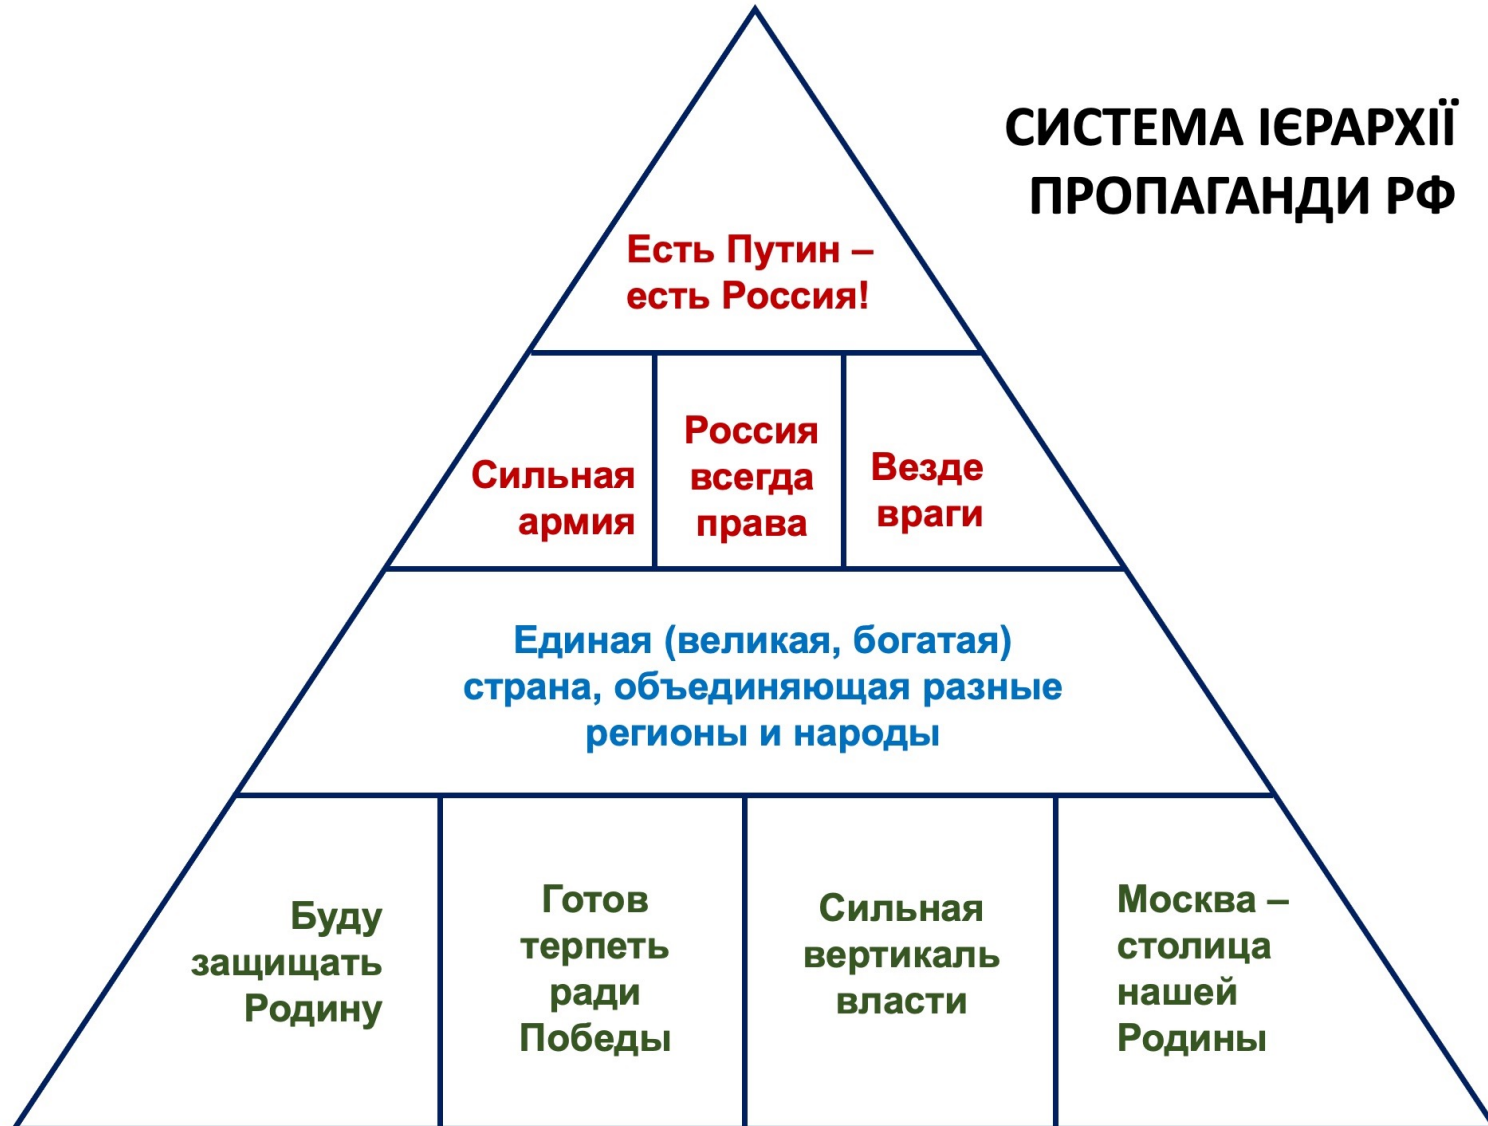 СИСТЕМА ІЄРАРХІЇ
ПРОПАГАНДИ РФ
Есть Путин –
есть Россия!
Сильная
армия
Россия
всегда
права
Везде
враги
Единая (великая, богатая)
страна, объединяющая разные
регионы и народы
Буду
защищать
Родину
Готов
терпеть
ради
Победы
Сильная
вертикаль
власти
Москва –
столица
нашей
Родины